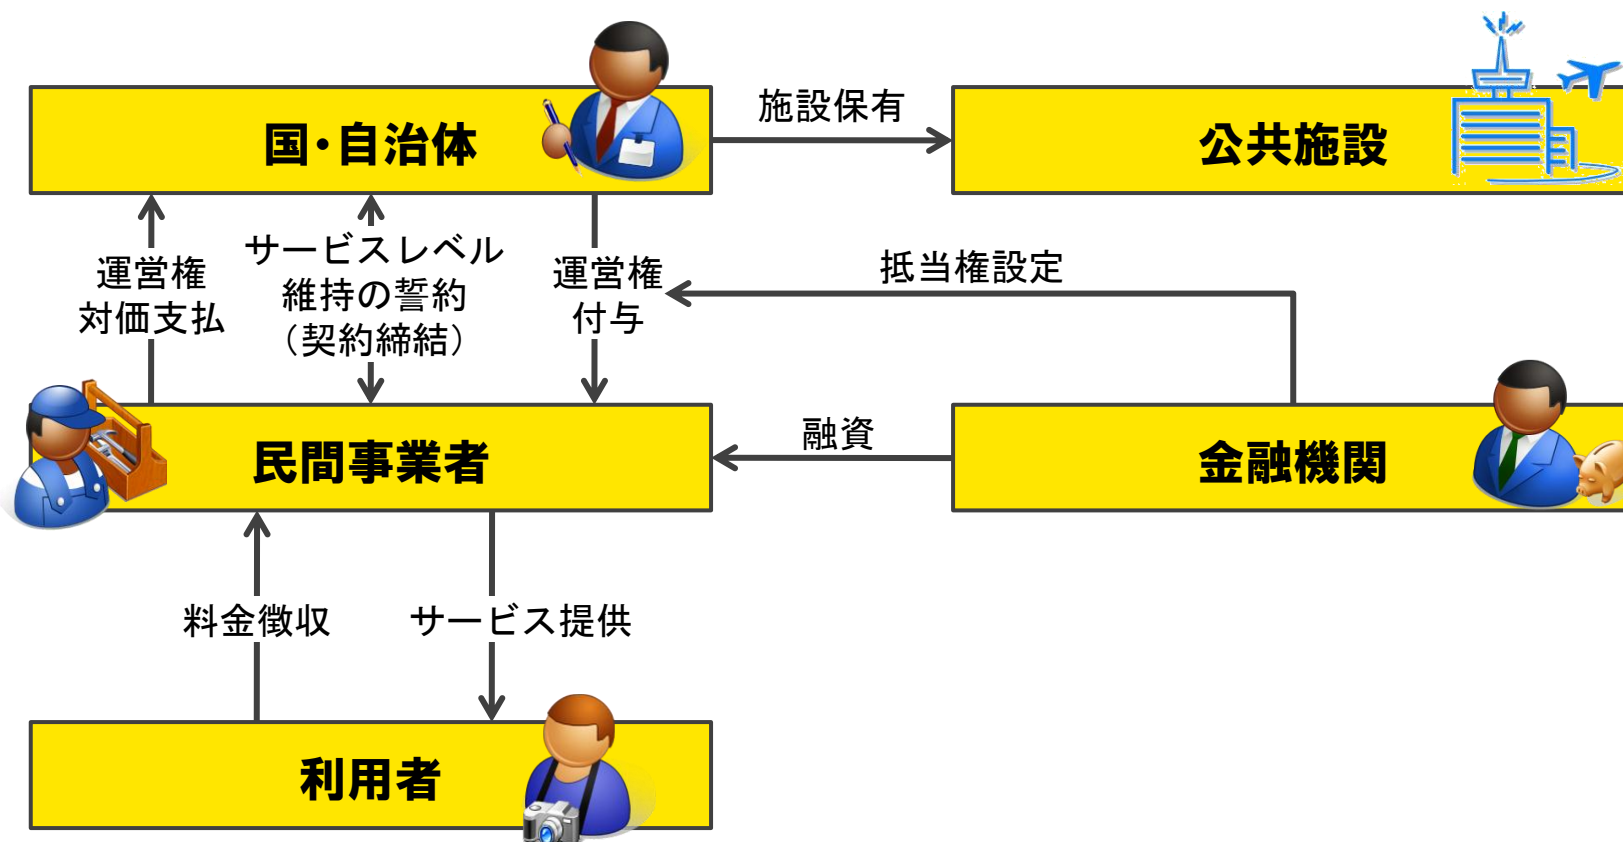 国・自治体
施設保有
公共施設
運営権
対価支払
サービスレベル
維持の誓約
（契約締結）
運営権
付与
抵当権設定
民間事業者
融資
金融機関
料金徴収
サービス提供
利用者